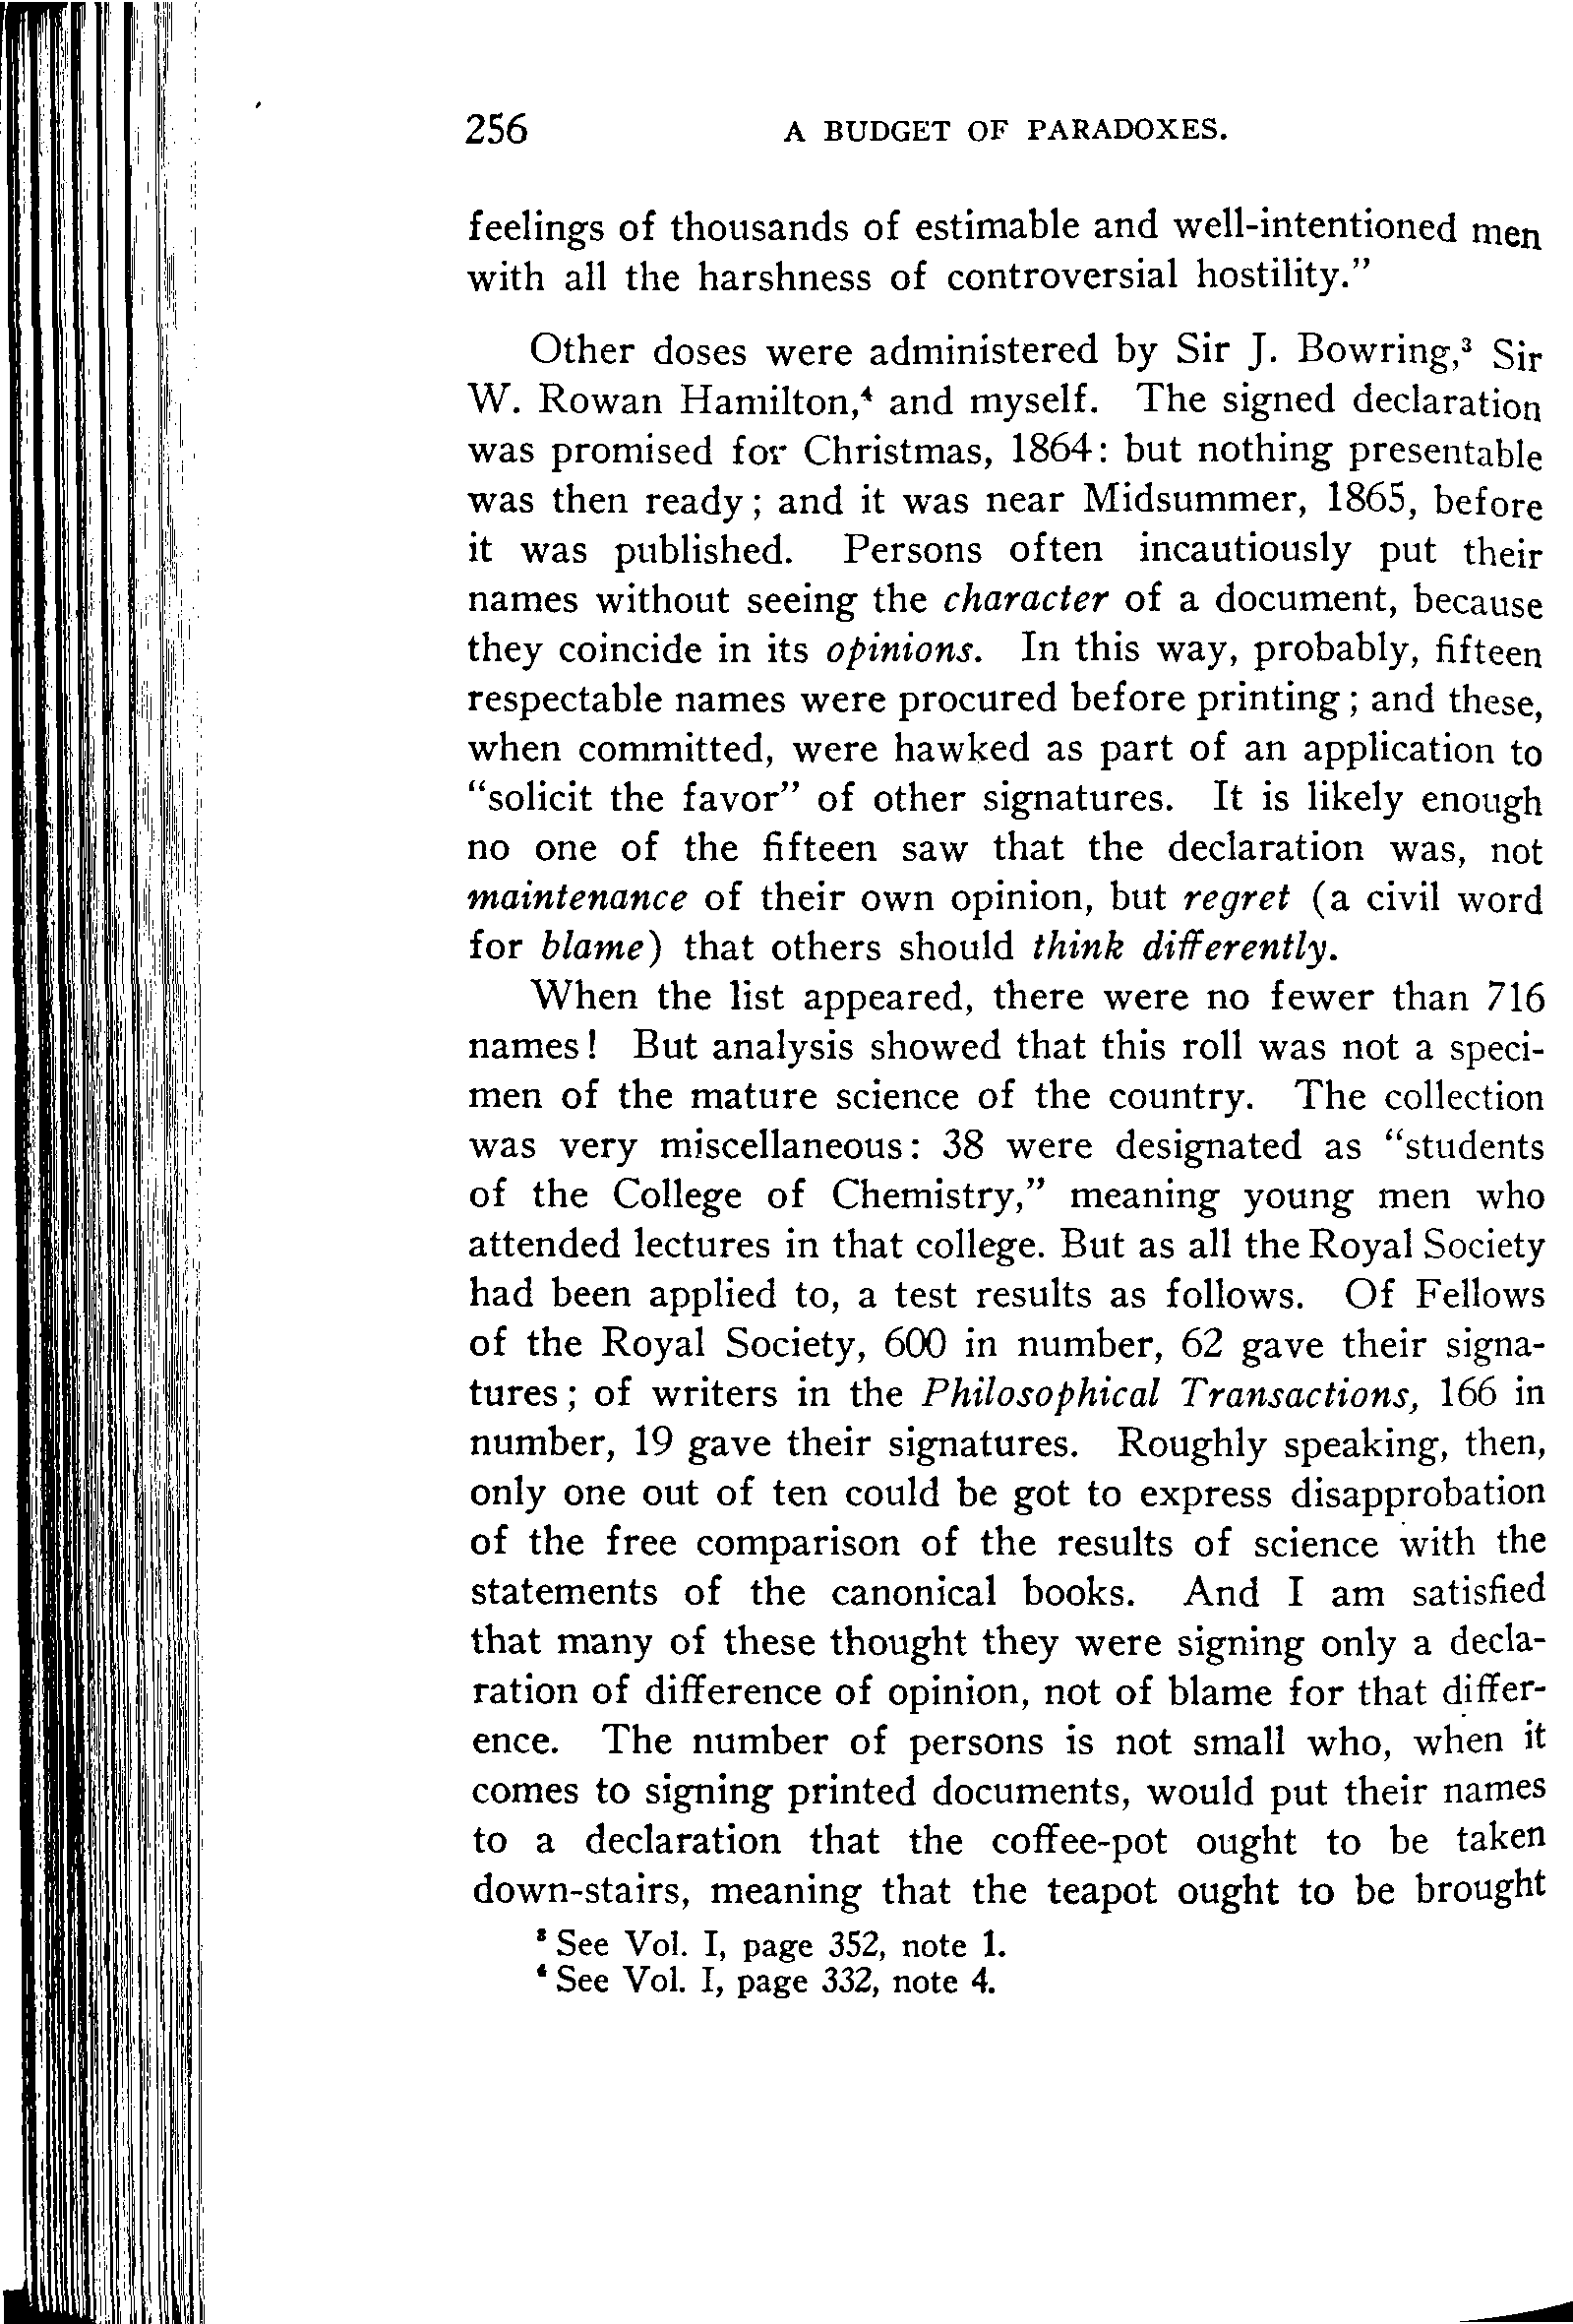 256 A BUDGET OF PARADOXES.
feelings of thousands of estimable and well-intentioned men
with all the harshness of controversial hostility.”
Other doses were administered by Sir J. Bowring,³ Sir
W. Rowan Hamilton,⁴ and myself. The signed declaration
was promised for Christmas, 1864: but nothing presentable
was then ready; and it was near Midsummer, 1865, before
it was published. Persons often incautiously put their
names without seeing the character of a document, because
they coincide in its opinions. In this way, probably, fifteen
respectable names were procured before printing; and these,
when committed, were hawked as part of an application to
“solicit the favor” of other signatures. It is likely enough
no one of the fifteen saw that the declaration was, not
maintenance of their own opinion, but regret (a civil word
for blame) that others should think differently.
When the list appeared, there were no fewer than 716
names! But analysis showed that this roll was not a speci-
men of the mature science of the country. The collection
was very miscellaneous: 38 were designated as “students
of the College of Chemistry,” meaning young men who
attended lectures in that college. But as all the Royal Society
had been applied to, a test results as follows. Of Fellows
of the Royal Society, 600 in number, 62 gave their signa-
tures; of writers in the Philosophical Transactions, 166 in
number, 19 gave their signatures. Roughly speaking, then,
only one out of ten could be got to express disapprobation
of the free comparison of the results of science with the
statements of the canonical books. And I am satisfied
that many of these thought they were signing only a decla-
ration of difference of opinion, not of blame for that differ-
ence. The number of persons is not small who, when it
comes to signing printed documents, would put their names
to a declaration that the coffee-pot ought to be taken
down-stairs, meaning that the teapot ought to be brought
³ See Vol. I, page 352, note 1.
⁴ See Vol. I, page 332, note 4.